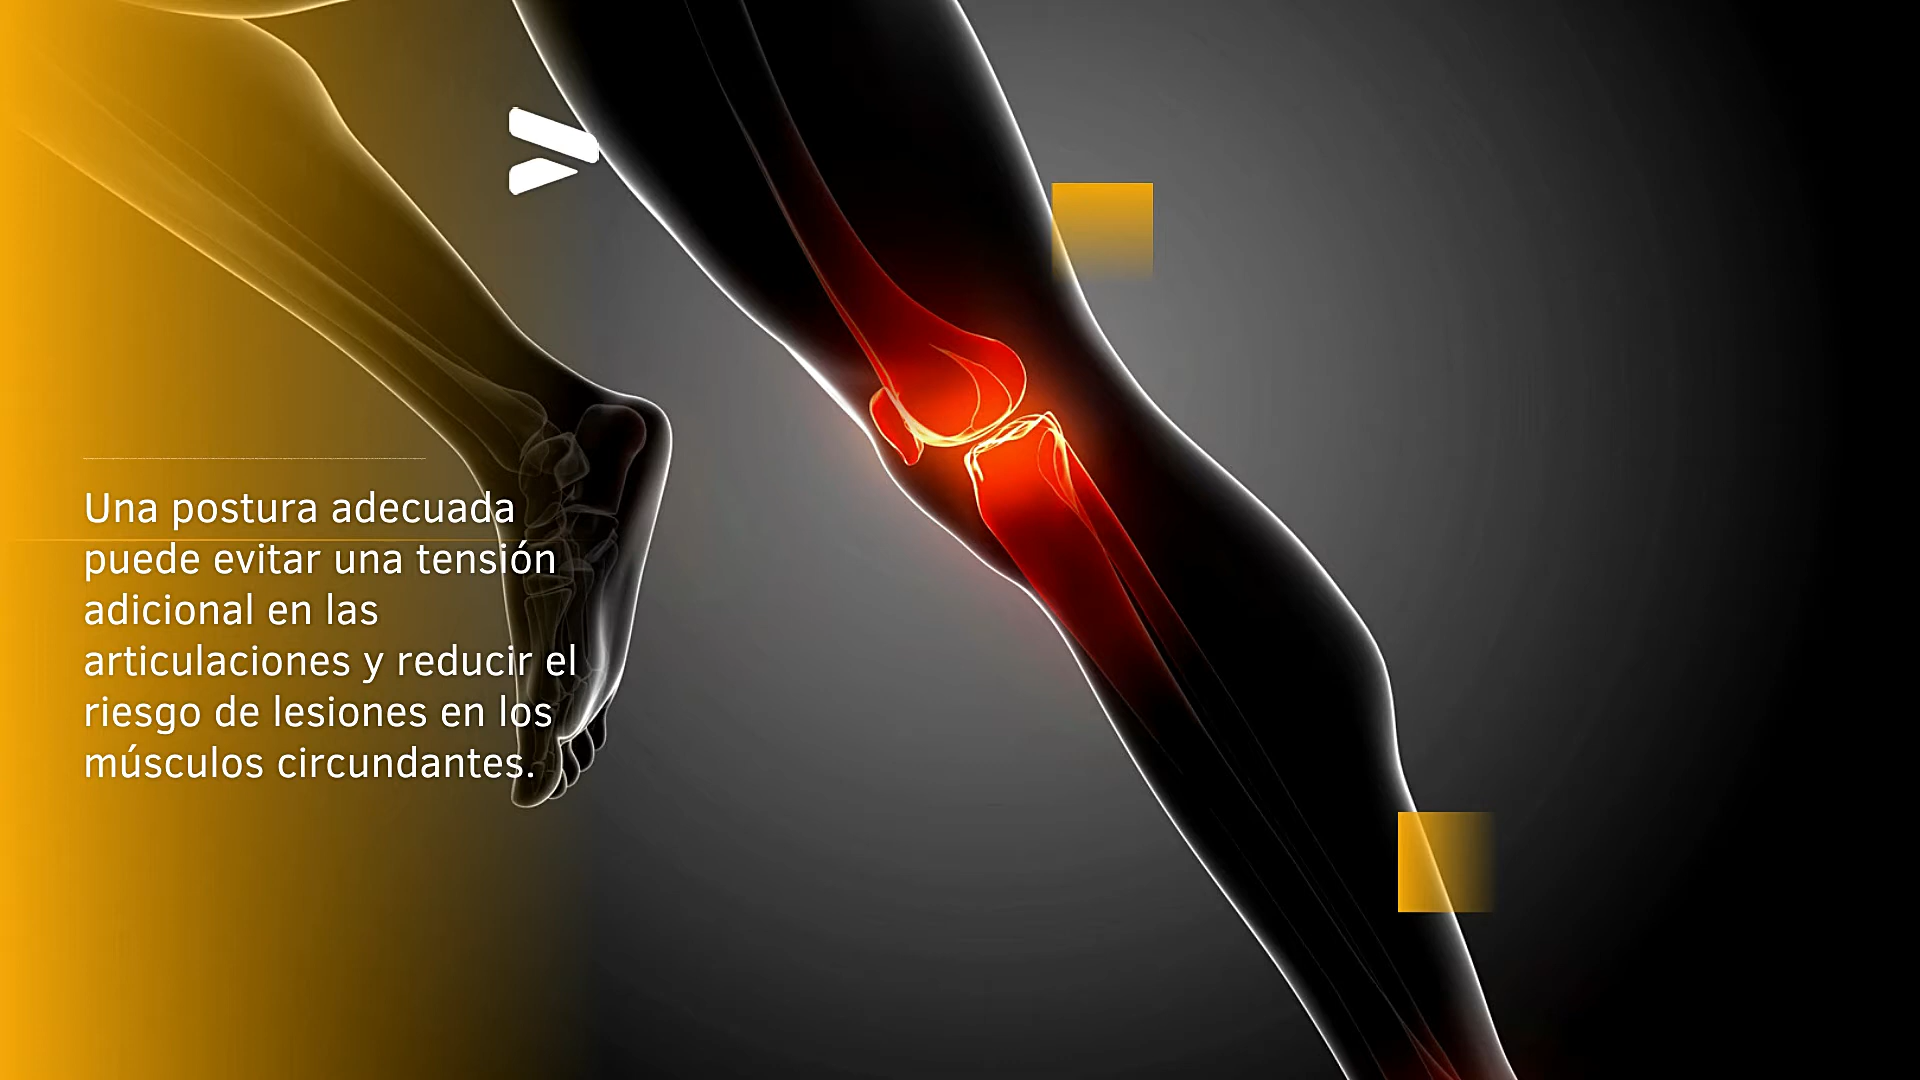 Una postura adecuada
puede evitar una tensión
adicional en las
articulaciones y reducir el
riesgo de lesiones en los
músculos circundantes.